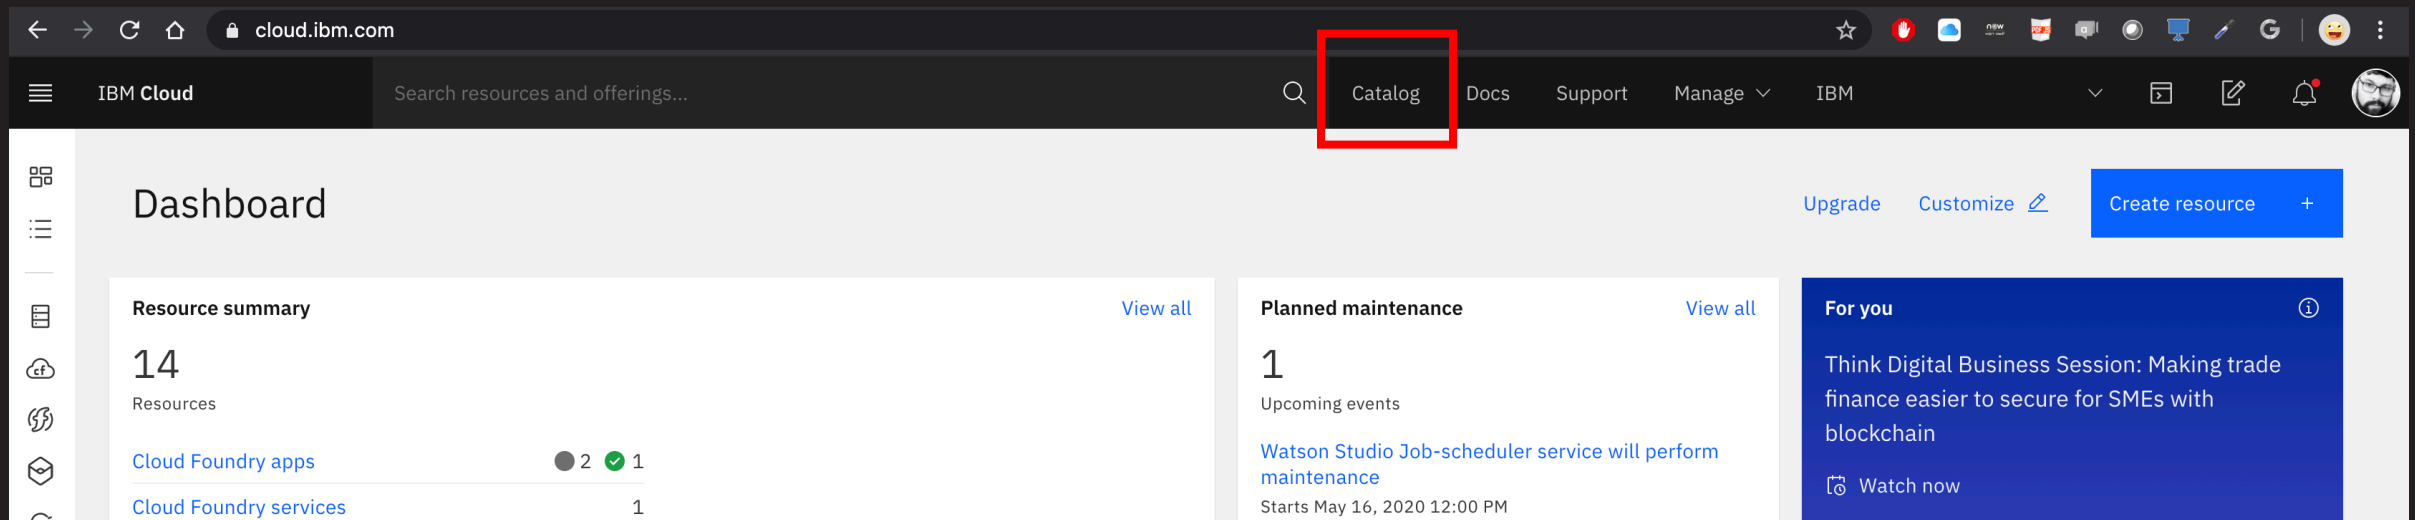 cloud.ibm.com
IBM Cloud
Search resources and offerings...
Catalog
Docs
Support
Manage
IBM
Dashboard
Upgrade
Customize
Create resource +
Resource summary
View all
14
Resources
Cloud Foundry apps
2
1
Cloud Foundry services
1
Planned maintenance
View all
1
Upcoming events
Watson Studio Job-scheduler service will perform
maintenance
Starts May 16, 2020 12:00 PM
For you
Think Digital Business Session: Making trade
finance easier to secure for SMEs with
blockchain
Watch now